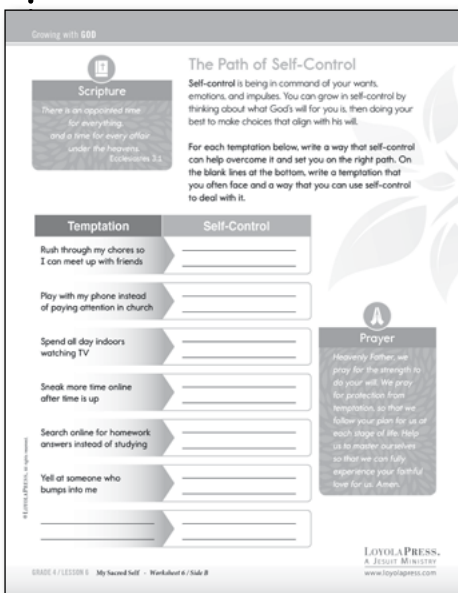 Growing with GOD
Scripture
There is an appointed time
for everything,
and a time for every affair
under the heavens.
Ecclesiastes 3:1
The Path of Self-Control
Self-control is being in command of your wants,
emotions, and impulses. You can grow in self-control by
thinking about what God's will for you is, then doing your
best to make choices that align with his will.
For each temptation below, write a way that self-control
can help overcome it and set you on the right path. On
the blank lines at the bottom, write a temptation that
you often face and a way that you can use self-control
to deal with it.
Temptation
Self-Control
Rush through my chores so
I can meet up with friends
Play with my phone instead
of paying attention in church
Spend all day indoors
watching TV
Sneak more time online
after time is up
Search online for homework
answers instead of studying
Yell at someone who
bumps into me
Prayer
Heavenly Father, we
pray for the strength to
do your will. We pray
for protection from
temptation, so that we
follow your plan for us at
each stage of life. Help
us to master ourselves
so that we can fully
experience your faithful
love for us. Amen.
© LOYOLAPRESS. All rights reserved.
GRADE 4 / LESSON 6 My Sacred Self - Worksheet 6 / Side B
LOYOLAPRESS.
A JESUIT MINISTRY
www.loyolapress.com